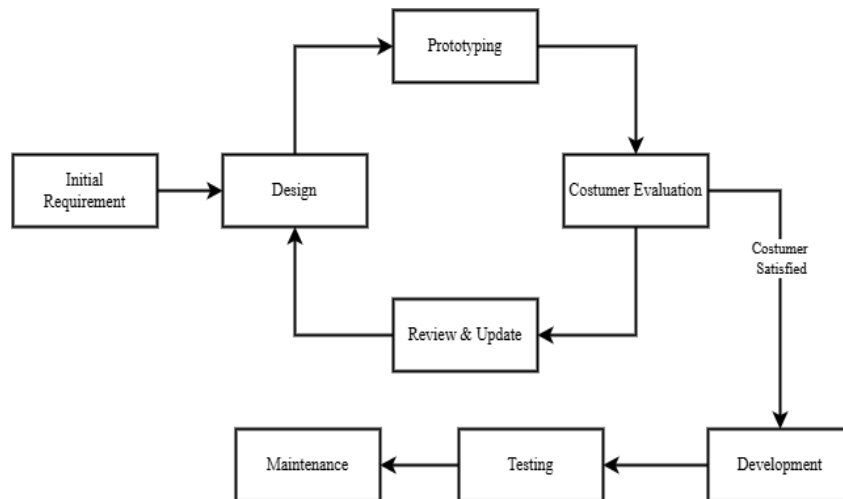 Prototyping
Initial
Requirement
Design
Costumer Evaluation
Costumer
Satisfied
Review & Update
Maintenance
Testing
Development